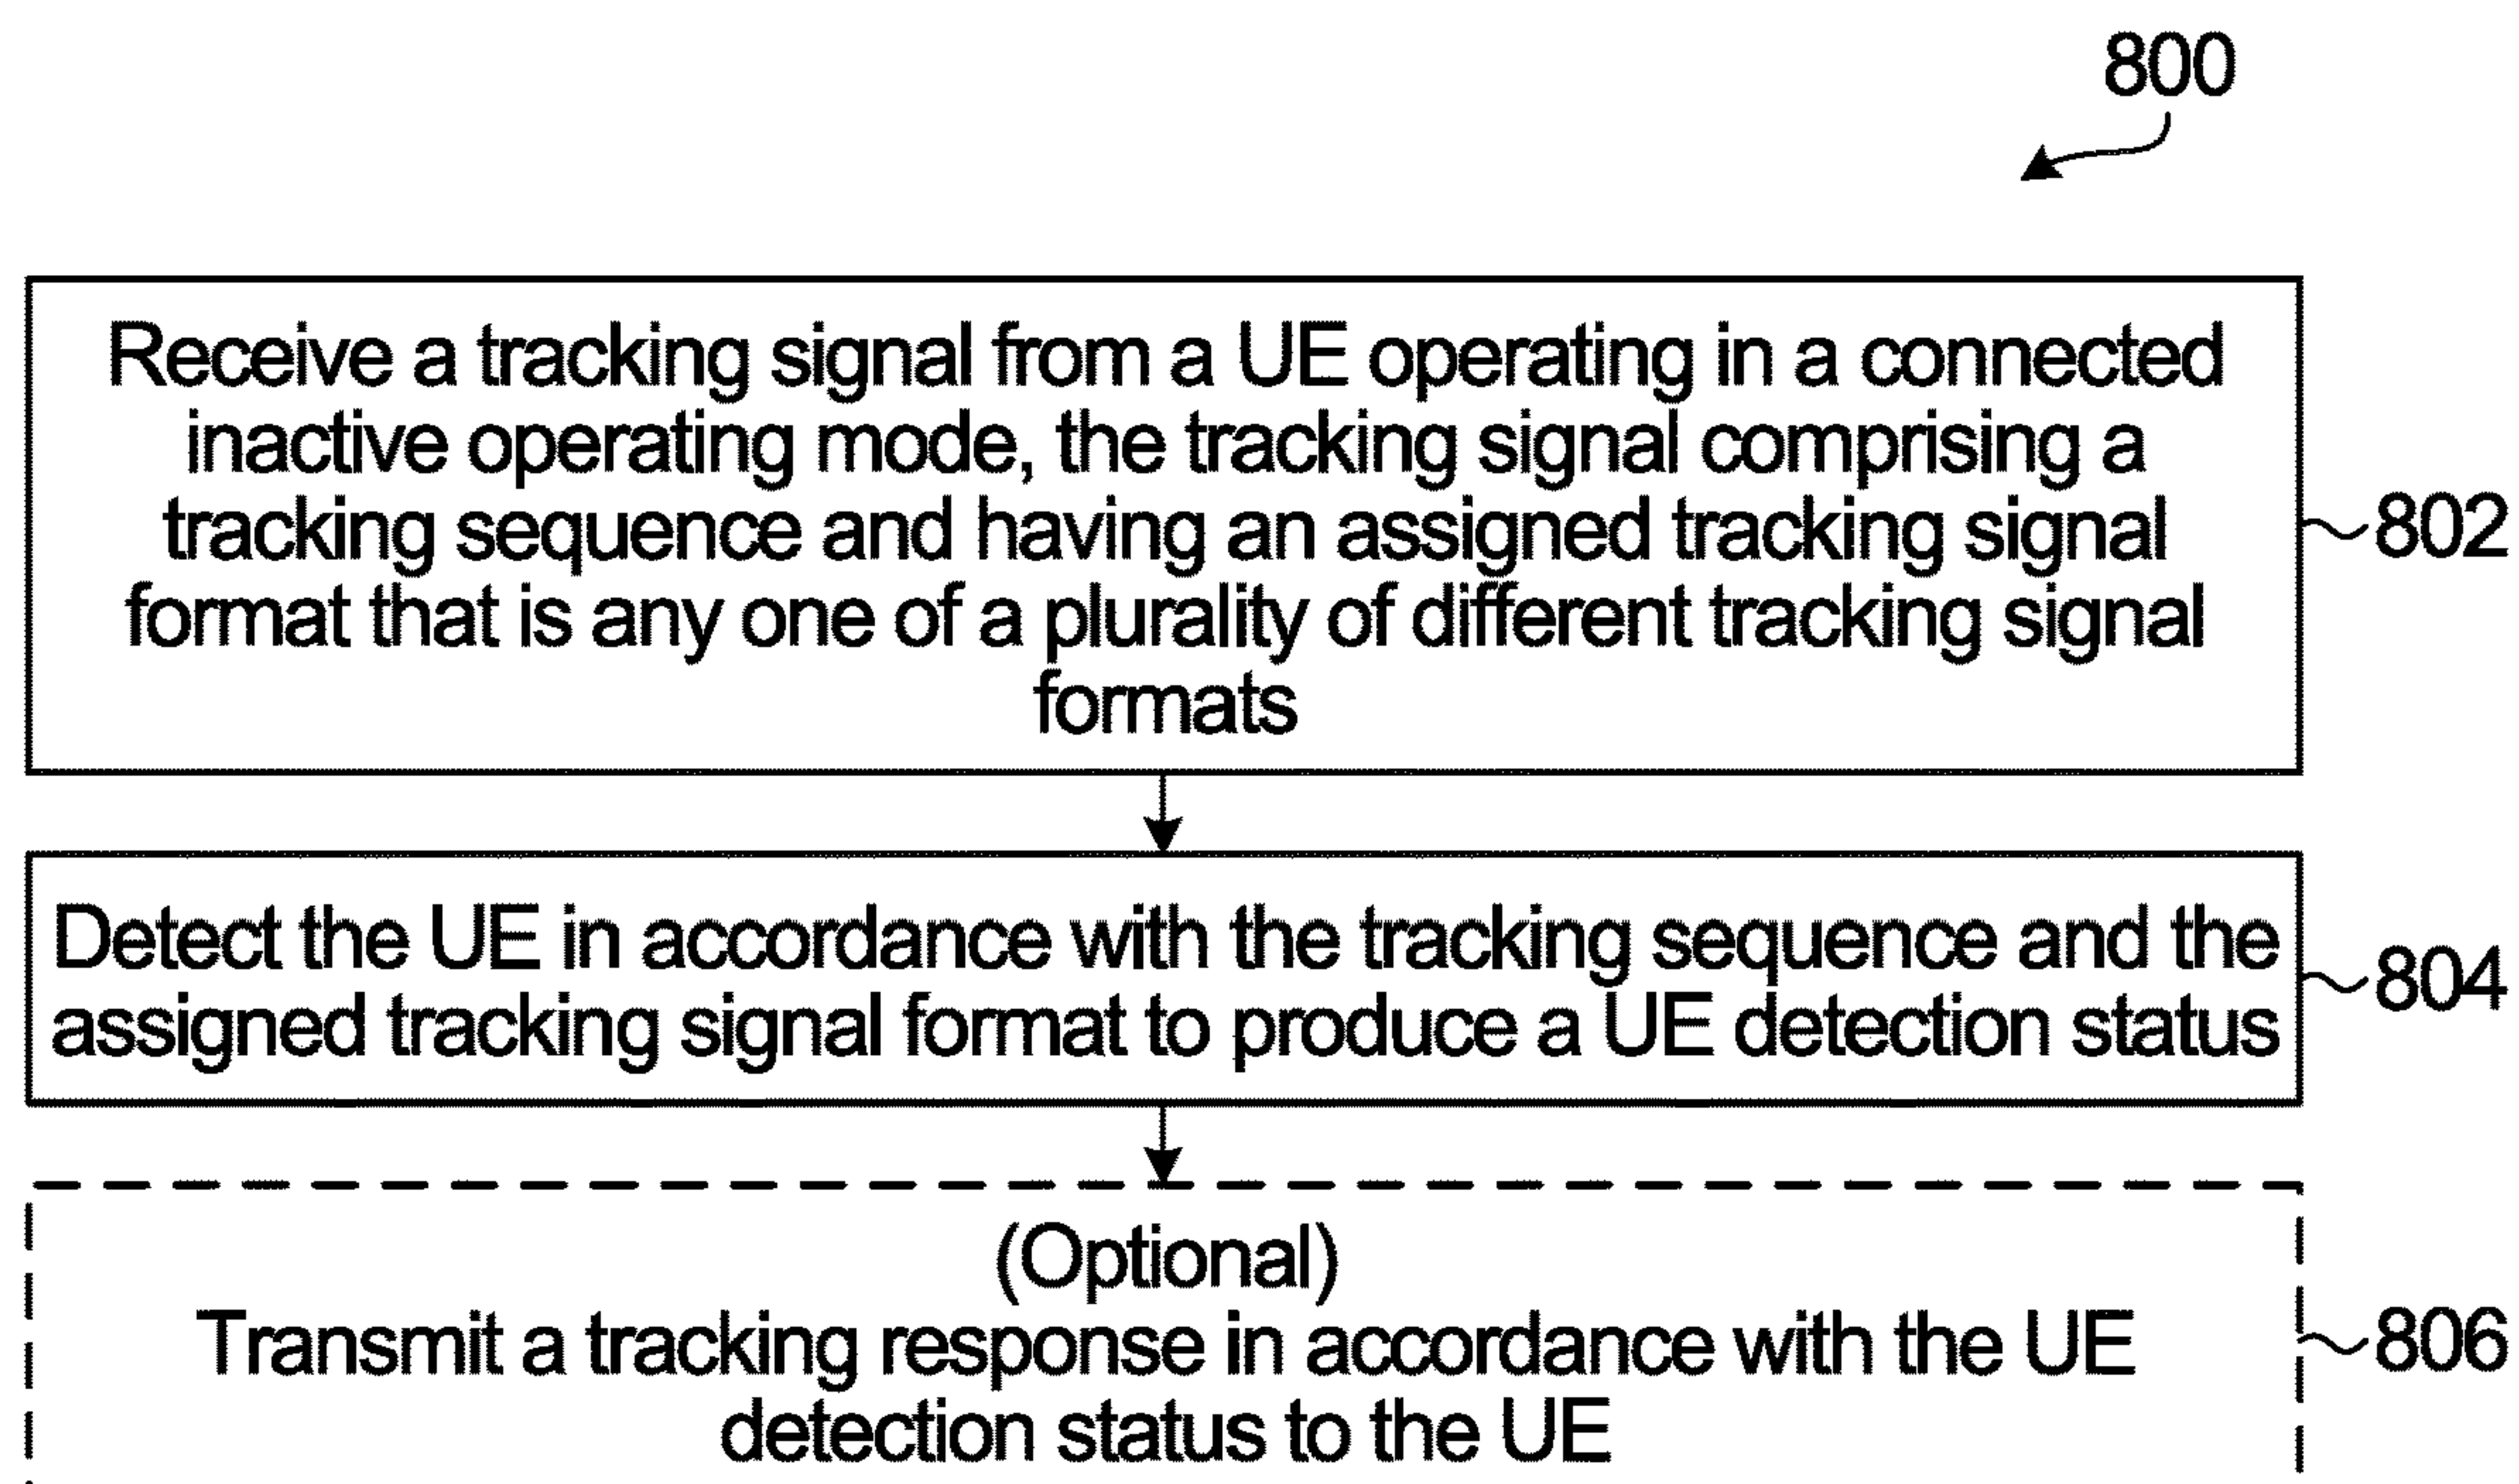 800
Receive a tracking signal from a UE operating in a connected
inactive operating mode, the tracking signal comprising a
tracking sequence and having an assigned tracking signal
format that is any one of a plurality of different tracking signal
formats
802
Detect the UE in accordance with the tracking sequence and the
assigned tracking signal format to produce a UE detection status
804
(Optional)
Transmit a tracking response in accordance with the UE
detection status to the UE
806